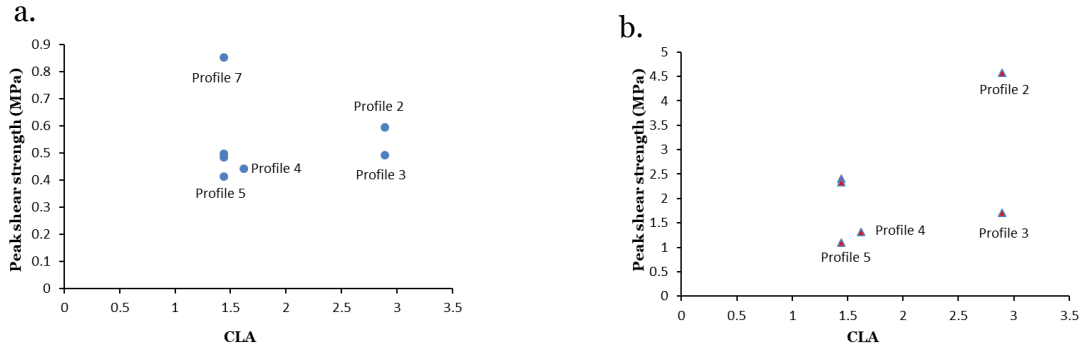 a.
Peak shear strength (MPa)
0.9
0.8
0.7
0.6
0.5
0.4
0.3
0.2
0.1
0
Profile 7
Profile 2
Profile 4
Profile 3
Profile 5
0 0.5 1 1.5 2 2.5 3 3.5
CLA
b.
Peak shear strength (MPa)
5
4.5
4
3.5
3
2.5
2
1.5
1
0.5
0
Profile 2
Profile 4
Profile 3
Profile 5
0 0.5 1 1.5 2 2.5 3 3.5
CLA